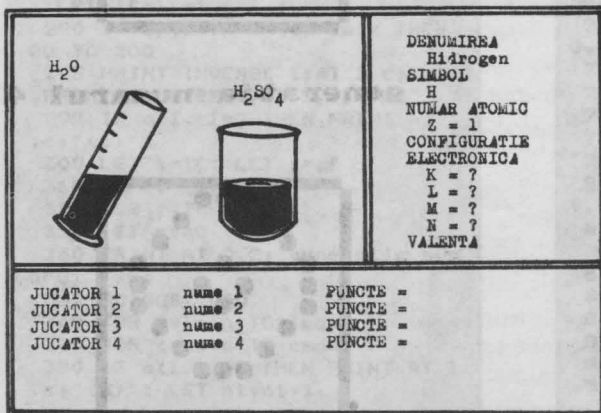 H₂O
H₂SO₄
DENUMIREA
Hidrogen
SIMBOL
H
NUMAR ATOMIC
Z = 1
CONFIGURATIE
ELECTRONICA
K = ?
L = ?
M = ?
N = ?
VALENTA
JUCATOR 1 nume 1 PUNCTE =
JUCATOR 2 nume 2 PUNCTE =
JUCATOR 3 nume 3 PUNCTE =
JUCATOR 4 nume 4 PUNCTE =